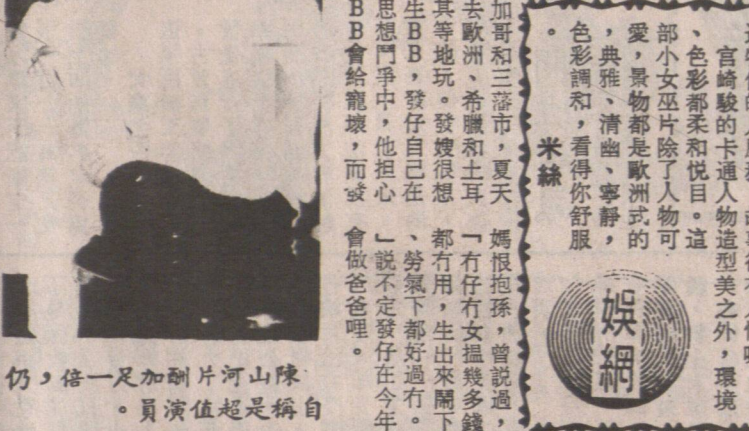 宮崎駿的卡通人物造型美之外，環境
、色彩都柔和悅目。這
部小女巫片除了人物可
愛，景物都是歐洲式的
，典雅、清幽、寧靜，
色彩調和，看得你舒服
。
米絲
娛網
加哥和三藩市，夏天
去歐洲、希臘和土耳
其等地玩。發嫂很想
生BB，發仔自己在
思想鬥爭中，他担心
BB會給寵壞，而發
媽恨抱孫，曾說過，
「冇仔冇女搵幾多錢
都冇用，生出來鬧下
、勞氣下都好過冇。
」說不定發仔在今年
會做爸爸哩。
陳山河片酬加足一倍，仍
自稱是超值演員。